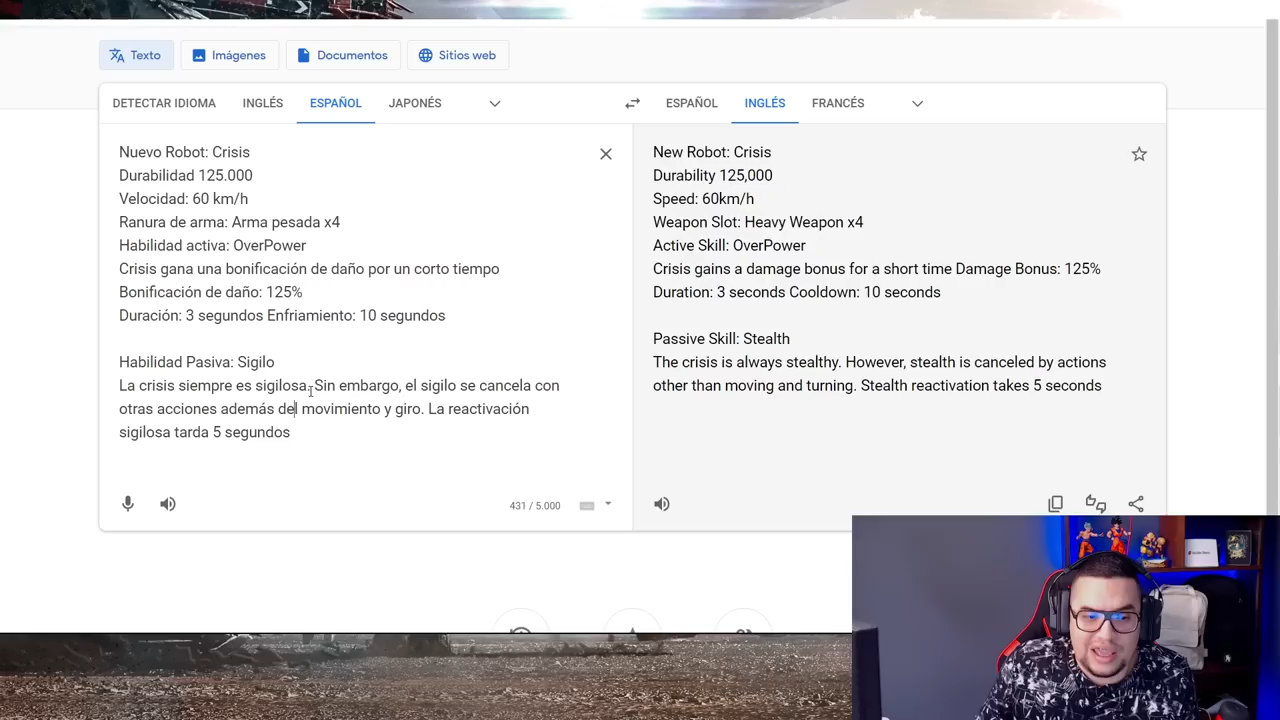 Texto
Imágenes
Documentos
Sitios web
DETECTAR IDIOMA
INGLÉS
ESPAÑOL
JAPONÉS
ESPAÑOL
INGLÉS
FRANCÉS
Nuevo Robot: Crisis
Durabilidad 125.000
Velocidad: 60 km/h
Ranura de arma: Arma pesada x4
Habilidad activa: OverPower
Crisis gana una bonificación de daño por un corto tiempo
Bonificación de daño: 125%
Duración: 3 segundos Enfriamiento: 10 segundos
Habilidad Pasiva: Sigilo
La crisis siempre es sigilosa. Sin embargo, el sigilo se cancela con
otras acciones además del movimiento y giro. La reactivación
sigilosa tarda 5 segundos
431 / 5.000
New Robot: Crisis
Durability 125,000
Speed: 60km/h
Weapon Slot: Heavy Weapon x4
Active Skill: OverPower
Crisis gains a damage bonus for a short time Damage Bonus: 125%
Duration: 3 seconds Cooldown: 10 seconds
Passive Skill: Stealth
The crisis is always stealthy. However, stealth is canceled by actions
other than moving and turning. Stealth reactivation takes 5 seconds